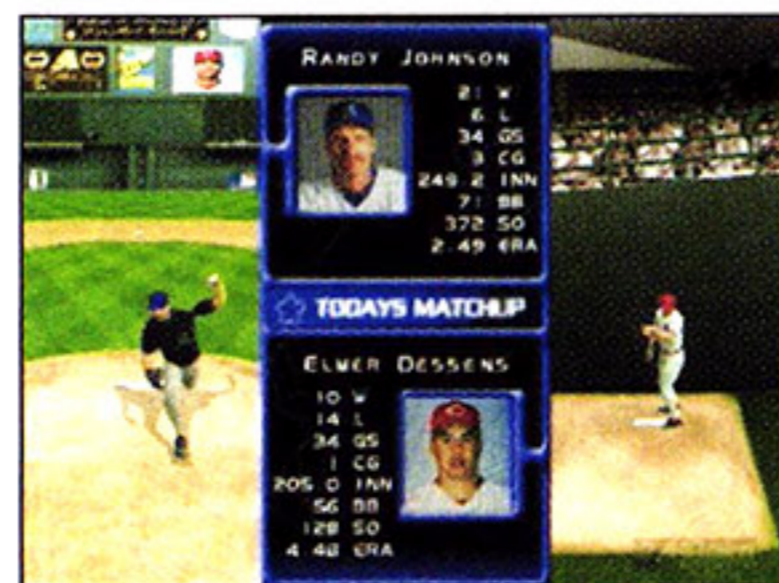 RANDY JOHNSON
21 W
6 L
34 GS
3 CG
249.2 INN
71 BB
372 SO
2.49 ERA
TODAYS MATCHUP
ELMER DESSENS
10 W
14 L
34 GS
1 CG
205.0 INN
56 BB
128 SO
4.48 ERA